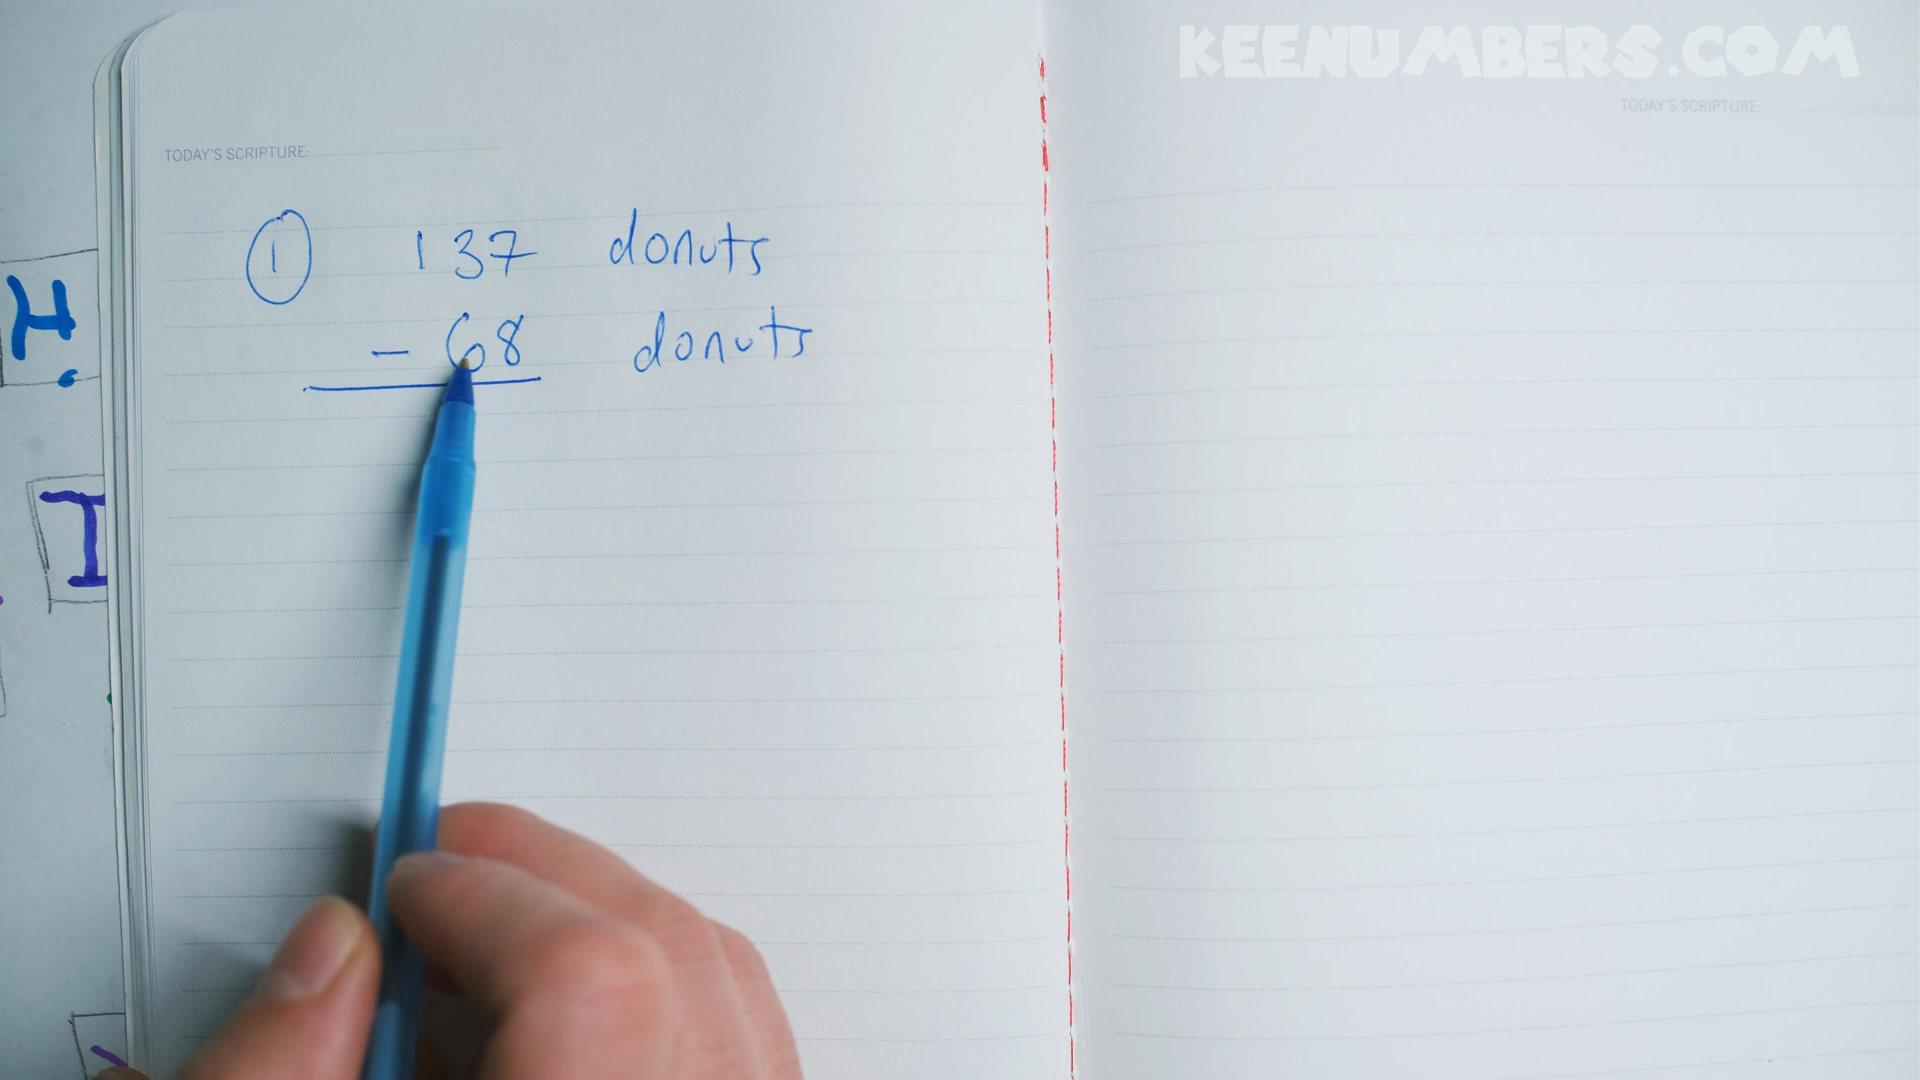 KEENUMBERS.COM
TODAY'S SCRIPTURE:
TODAY'S SCRIPTURE:
① 137 donuts
- 68 donuts
I